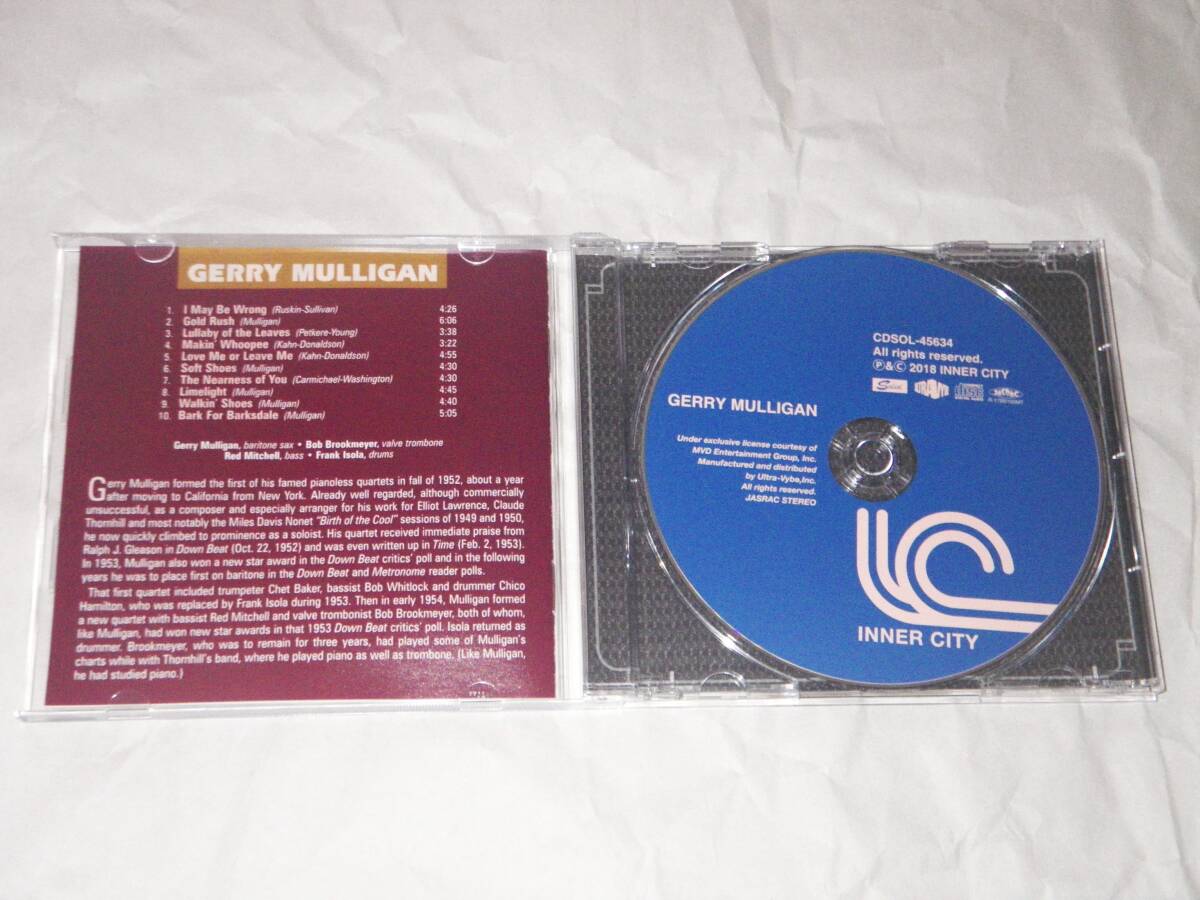 GERRY MULLIGAN
1. I May Be Wrong (Ruskin-Sullivan) 4:26
2. Gold Rush (Mulligan) 6:06
3. Lullaby of the Leaves (Petkere-Young) 3:38
4. Makin' Whoopee (Kahn-Donaldson) 3:22
5. Love Me or Leave Me (Kahn-Donaldson) 4:55
6. Soft Shoes (Mulligan) 4:30
7. The Nearness of You (Carmichael-Washington) 4:30
8. Limelight (Mulligan) 4:45
9. Walkin' Shoes (Mulligan) 4:40
10. Bark For Barksdale (Mulligan) 5:05
Gerry Mulligan, baritone sax • Bob Brookmeyer, valve trombone
Red Mitchell, bass • Frank Isola, drums
Gerry Mulligan formed the first of his famed pianoless quartets in fall of 1952, about a year
after moving to California from New York. Already well regarded, although commercially
unsuccessful, as a composer and especially arranger for his work for Elliot Lawrence, Claude
Thornhill and most notably the Miles Davis Nonet "Birth of the Cool" sessions of 1949 and 1950,
he now quickly climbed to prominence as a soloist. His quartet received immediate praise from
Ralph J. Gleason in Down Beat (Oct. 22, 1952) and was even written up in Time (Feb. 2, 1953).
In 1953, Mulligan also won a new star award in the Down Beat critics' poll and in the following
years he was to place first on baritone in the Down Beat and Metronome reader polls.
That first quartet included trumpeter Chet Baker, bassist Bob Whitlock and drummer Chico
Hamilton, who was replaced by Frank Isola during 1953. Then in early 1954, Mulligan formed
a new quartet with bassist Red Mitchell and valve trombonist Bob Brookmeyer, both of whom,
like Mulligan, had won new star awards in that 1953 Down Beat critics' poll. Isola returned as
drummer. Brookmeyer, who was to remain for three years, had played some of Mulligan's
charts while with Thornhill's band, where he played piano as well as trombone. (Like Mulligan,
he had studied piano.)
CDSOL-45634
All rights reserved.
Ⓟ&© 2018 INNER CITY
Solid
disc
GERRY MULLIGAN
Under exclusive license courtesy of
MVD Entertainment Group, Inc.
Manufactured and distributed
by Ultra-Vybe,Inc.
All rights reserved.
JASRAC STEREO
INNER CITY